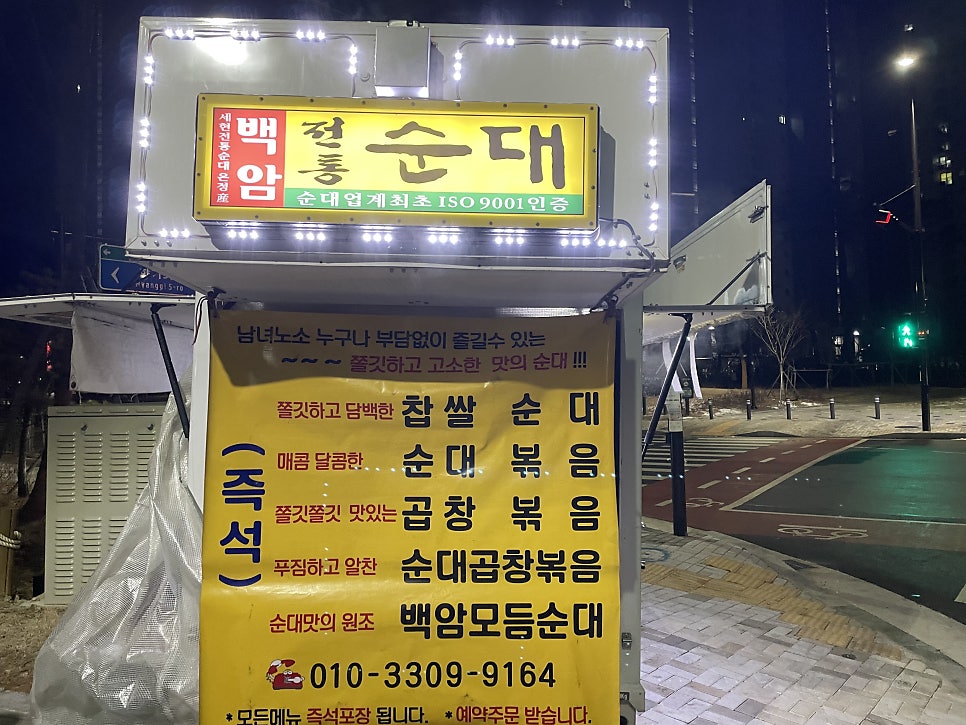 세현전통순대은정産
백암
전통 순대
순대업계최초 ISO 9001인증
남녀노소 누구나 부담없이 즐길수 있는
~ ~ ~ ~ 쫄깃하고 고소한 맛의 순대 !!!
(즉석)
쫄깃하고 담백한 찹쌀 순대
매콤 달콤한 순대 볶음
쫄깃쫄깃 맛있는 곱창 볶음
푸짐하고 알찬 순대곱창볶음
순대맛의 원조 백암모듬순대
010-3309-9164
*모든메뉴 즉석포장 됩니다. *예약주문 받습니다.